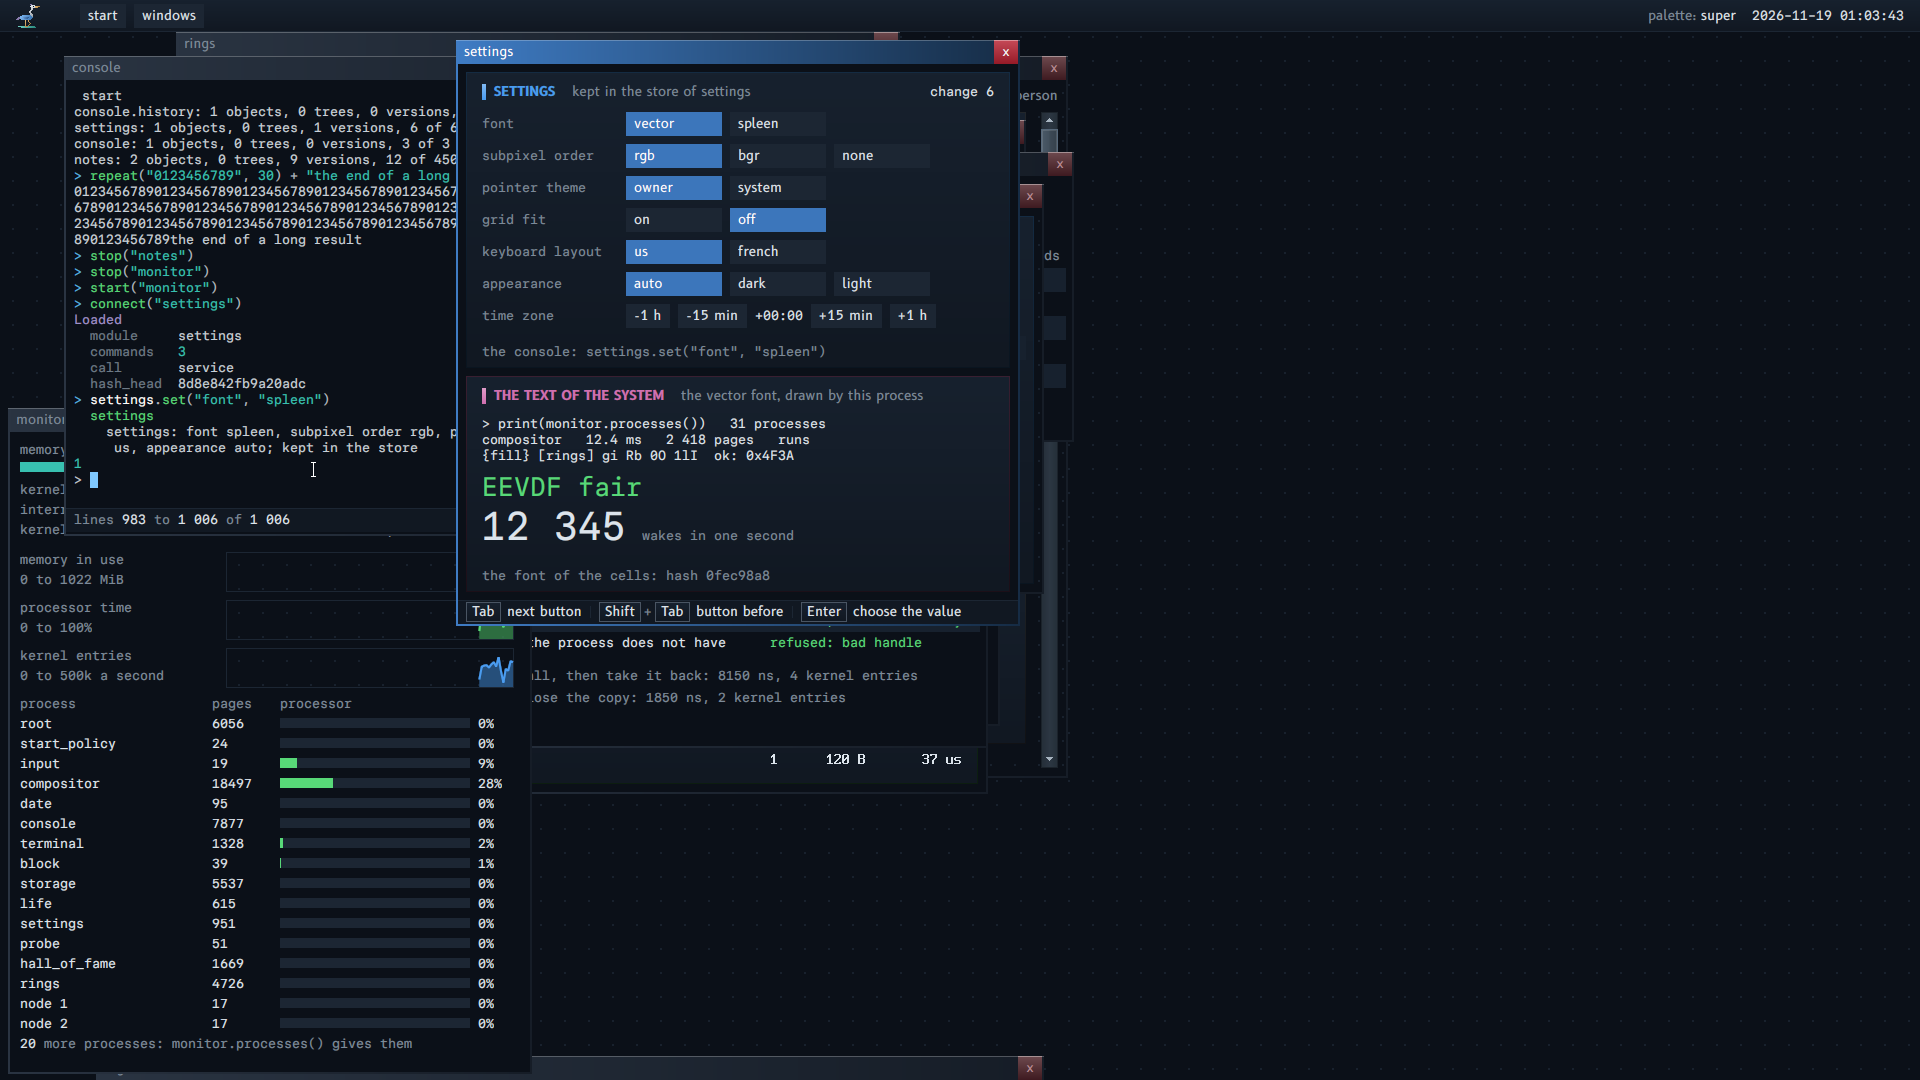 start windows palette: super 2026-11-19 01:03:43
rings
console
start
console.history: 1 objects, 0 trees, 0 versions,
settings: 1 objects, 0 trees, 1 versions, 6 of 6
console: 1 objects, 0 trees, 0 versions, 3 of 3
notes: 2 objects, 0 trees, 9 versions, 12 of 450
> repeat("0123456789", 30) + "the end of a long
012345678901234567890123456789012345678901234567
678901234567890123456789012345678901234567890123
234567890123456789012345678901234567890123456789
890123456789the end of a long result
> stop("notes")
> stop("monitor")
> start("monitor")
> connect("settings")
Loaded
module settings
commands 3
call service
hash_head 8d8e842fb9a20adc
> settings.set("font", "spleen")
settings
settings: font spleen, subpixel order rgb, p
us, appearance auto; kept in the store
1
>
lines 983 to 1 006 of 1 006
settings x
SETTINGS kept in the store of settings change 6
font vector spleen
subpixel order rgb bgr none
pointer theme owner system
grid fit on off
keyboard layout us french
appearance auto dark light
time zone -1 h -15 min +00:00 +15 min +1 h
the console: settings.set("font", "spleen")
THE TEXT OF THE SYSTEM the vector font, drawn by this process
> print(monitor.processes()) 31 processes
compositor 12.4 ms 2 418 pages runs
{fill} [rings] gi Rb 0O 1lI ok: 0x4F3A
EEVDF fair
12 345 wakes in one second
the font of the cells: hash 0fec98a8
Tab next button Shift + Tab button before Enter choose the value
x
erson
x
x
ds
the process does not have refused: bad handle
all, then take it back: 8150 ns, 4 kernel entries
ose the copy: 1850 ns, 2 kernel entries
1 120 B 37 us
x
monitor
memory
kernel
inter
kernel
memory in use
0 to 1022 MiB
processor time
0 to 100%
kernel entries
0 to 500k a second
process pages processor
root 6056 0%
start_policy 24 0%
input 19 9%
compositor 18497 28%
date 95 0%
console 7877 0%
terminal 1328 2%
block 39 1%
storage 5537 0%
life 615 0%
settings 951 0%
probe 51 0%
hall_of_fame 1669 0%
rings 4726 0%
node 1 17 0%
node 2 17 0%
20 more processes: monitor.processes() gives them